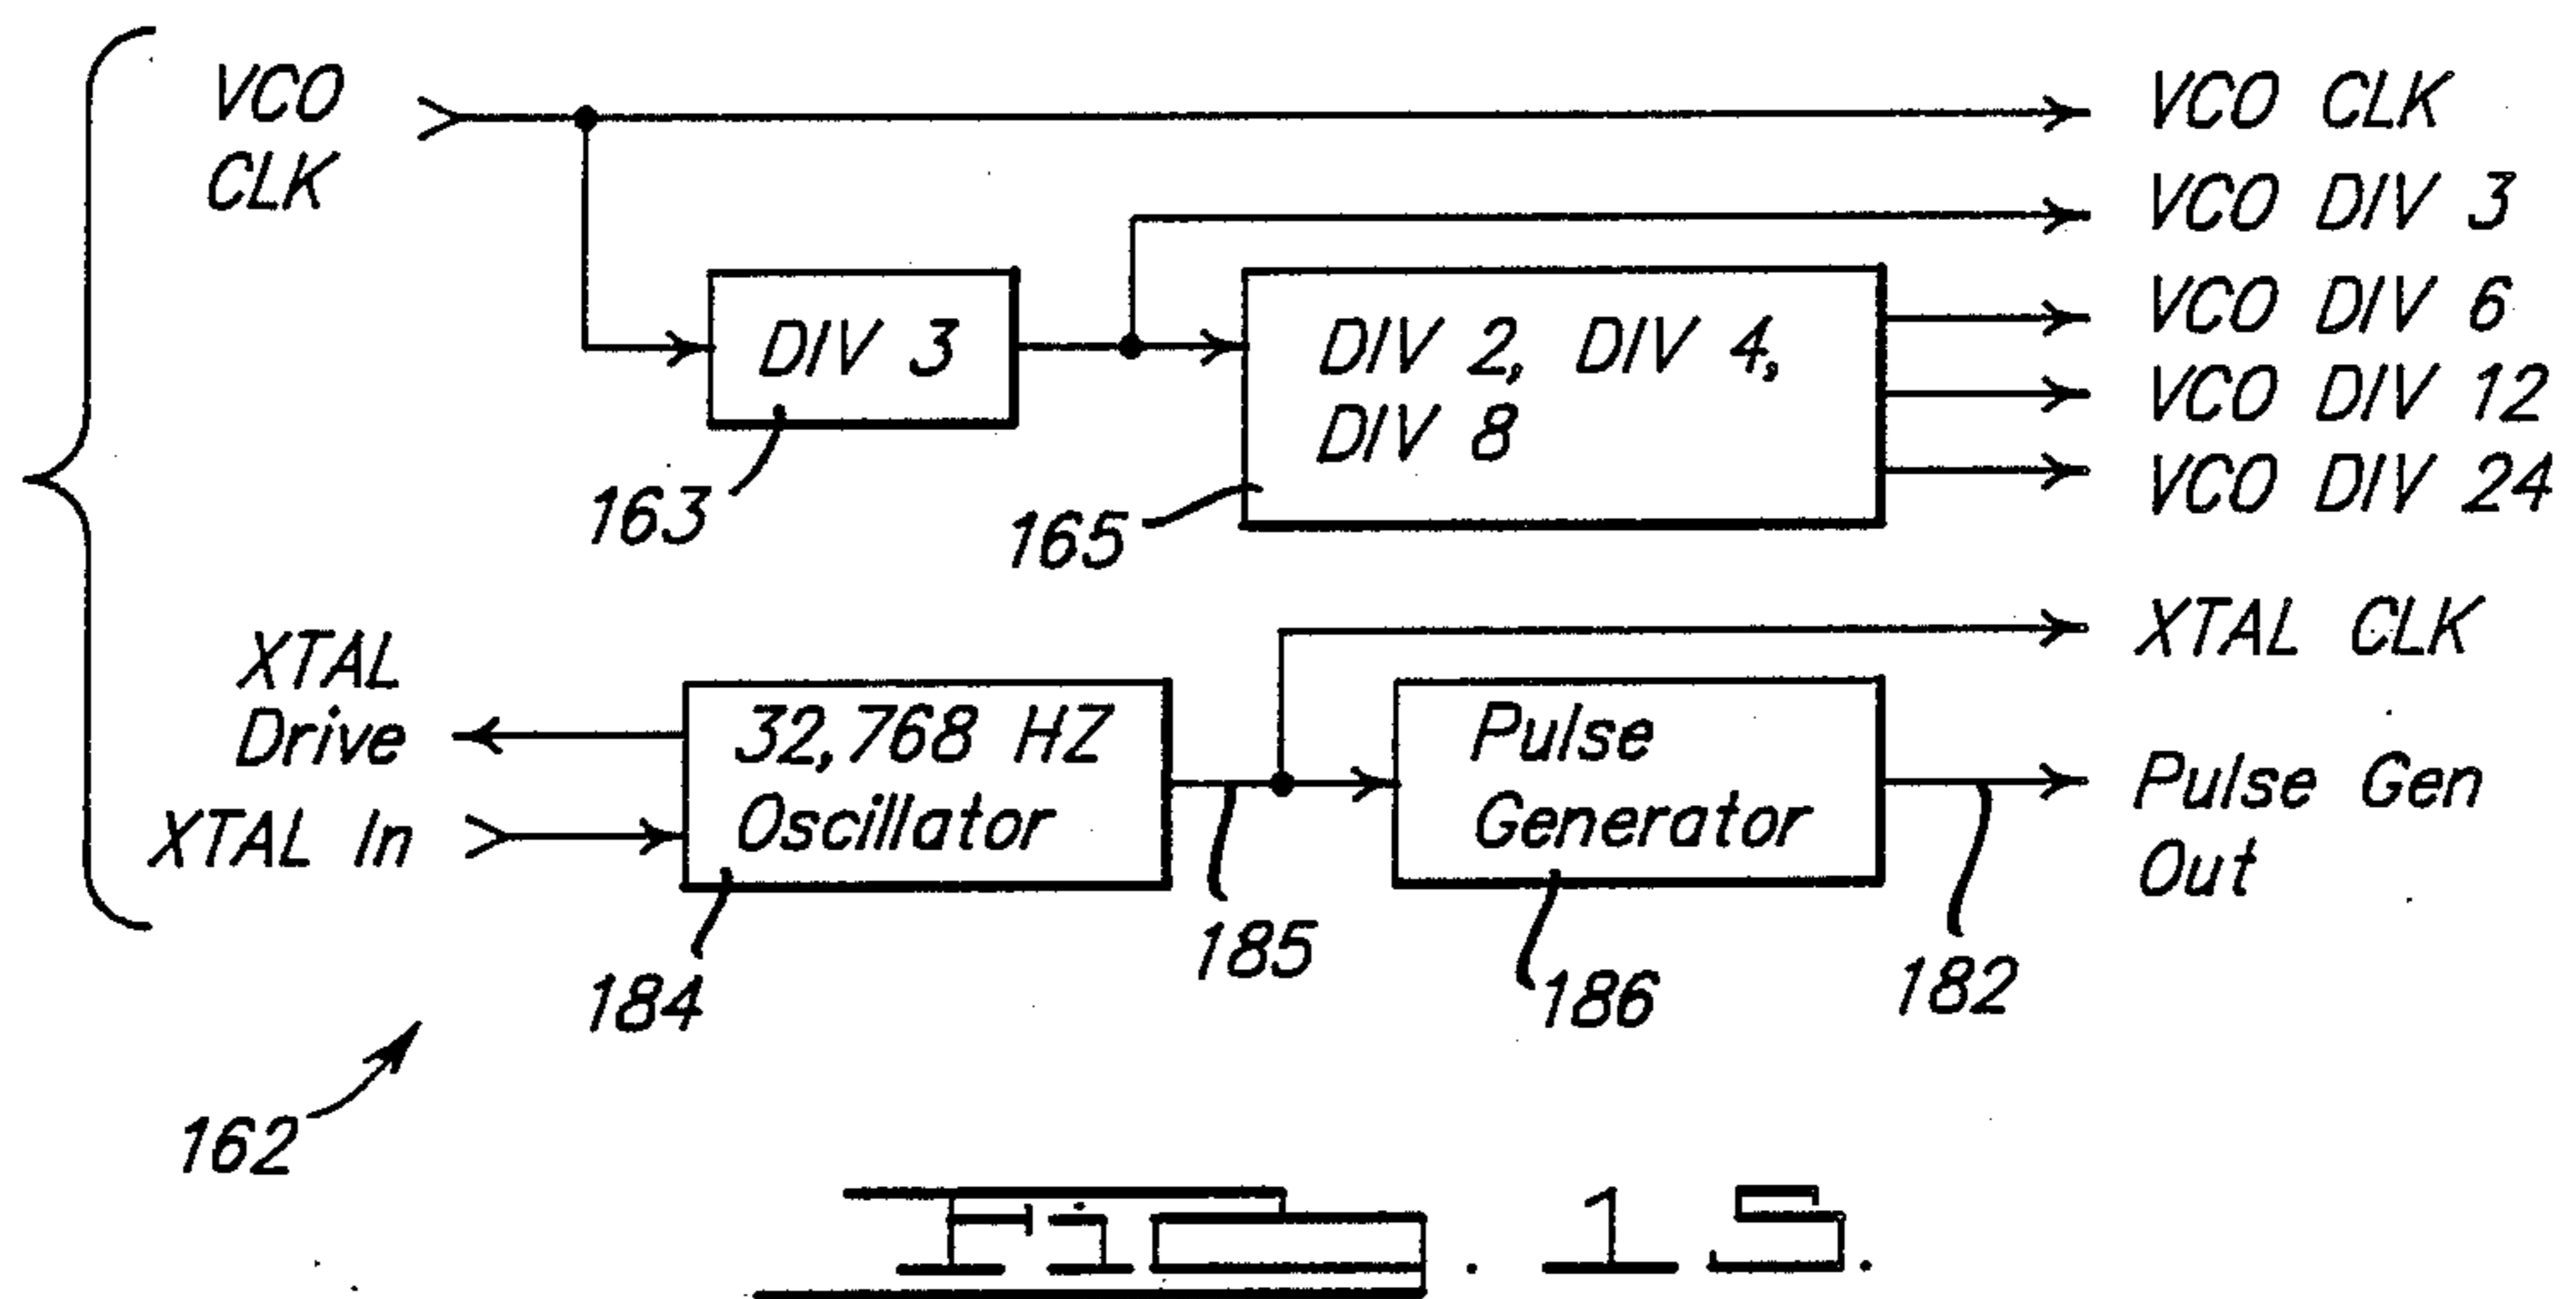 VCO
CLK
VCO CLK
VCO DIV 3
DIV 3
DIV 2, DIV 4,
DIV 8
VCO DIV 6
VCO DIV 12
VCO DIV 24
163
165
XTAL
Drive
XTAL In
32,768 HZ
Oscillator
Pulse
Generator
XTAL CLK
Pulse Gen
Out
184
185
186
182
162
Fig. 15.